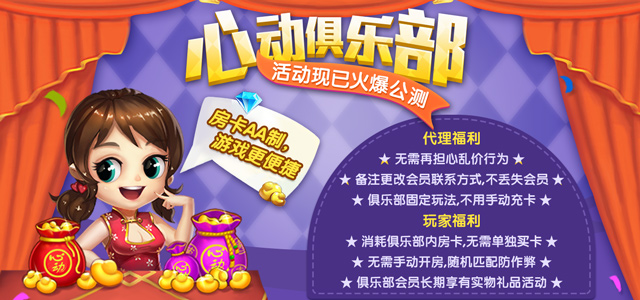 心动俱乐部
活动现已火爆公测
房卡AA制,
游戏更便捷
代理福利
★ 无需再担心乱价行为 ★
★ 备注更改会员联系方式,不丢失会员 ★
★ 俱乐部固定玩法,不用手动充卡 ★
玩家福利
★ 消耗俱乐部内房卡,无需单独买卡 ★
★ 无需手动开房,随机匹配防作弊 ★
★ 俱乐部会员长期享有实物礼品活动 ★
心动
心动